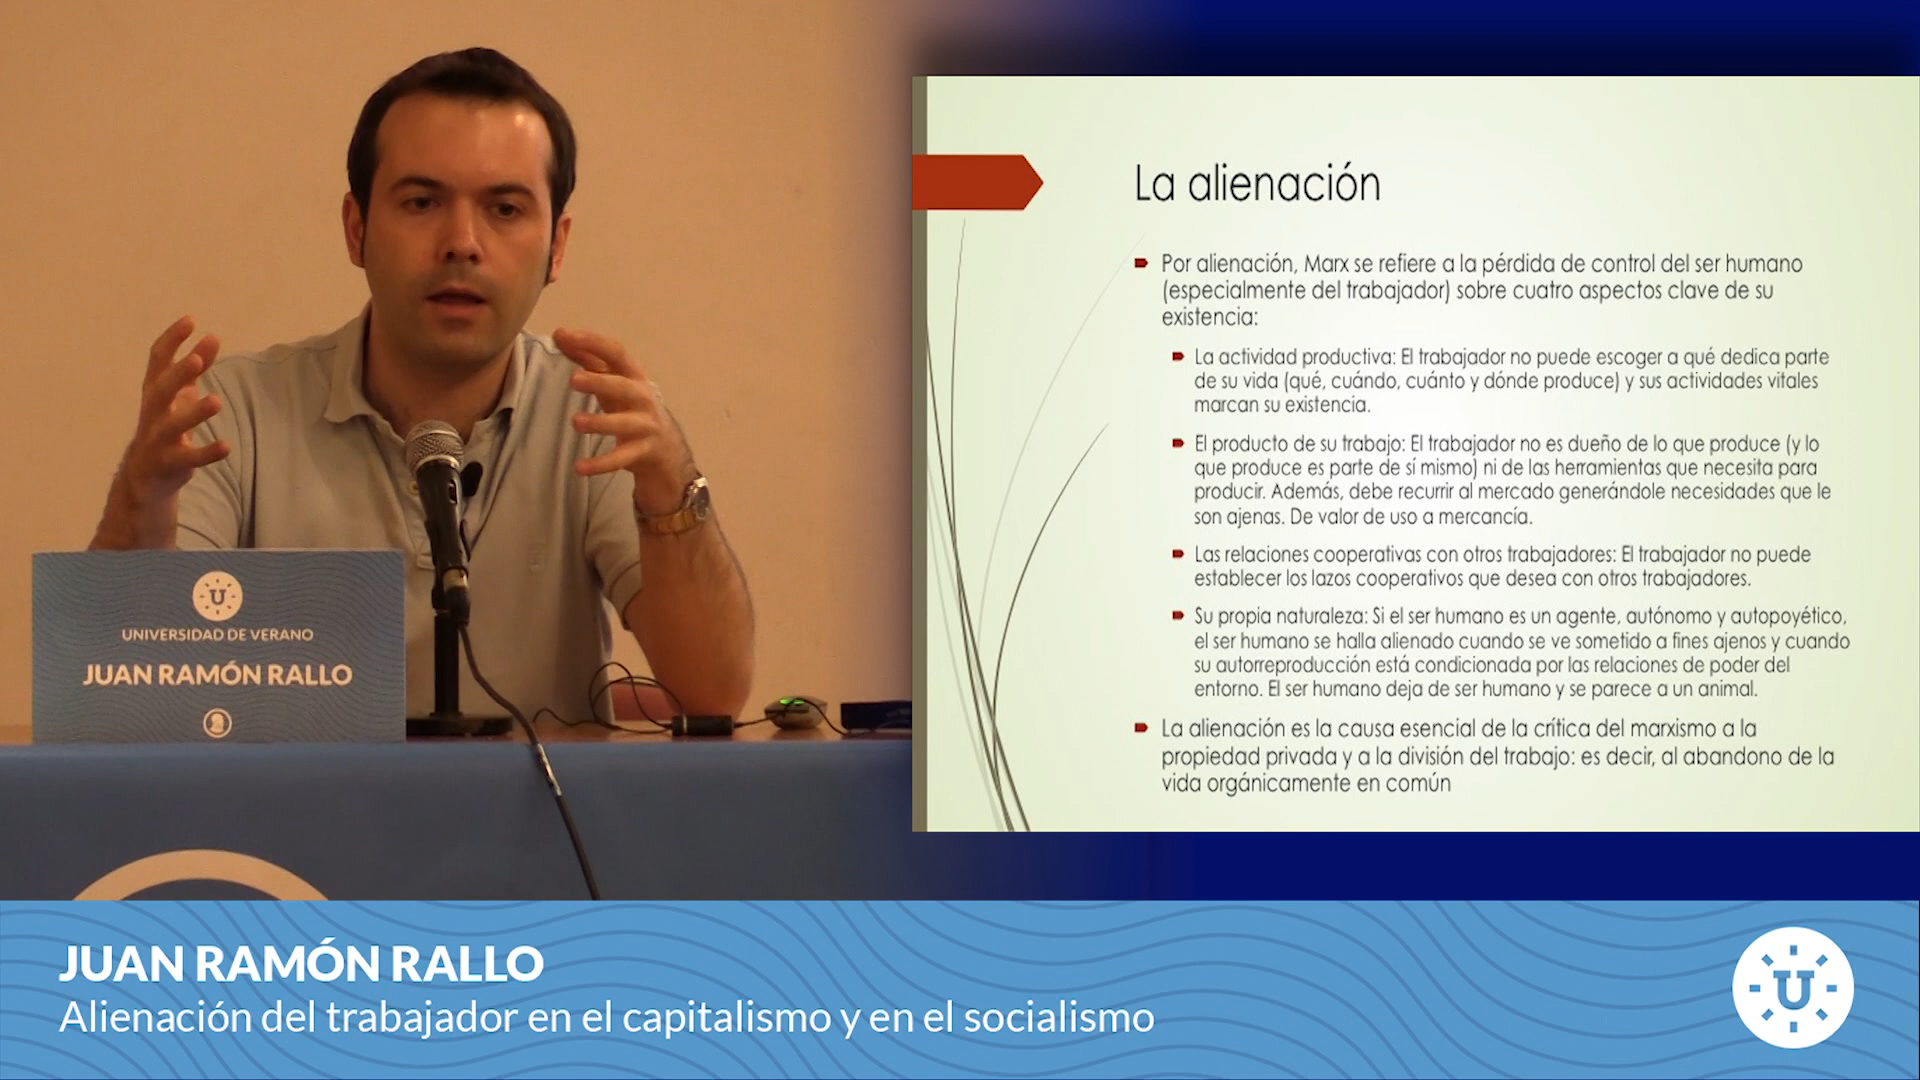 La alienación
Por alienación, Marx se refiere a la pérdida de control del ser humano
(especialmente del trabajador) sobre cuatro aspectos clave de su
existencia:
La actividad productiva: El trabajador no puede escoger a qué dedica parte
de su vida (qué, cuándo, cuánto y dónde produce) y sus actividades vitales
marcan su existencia.
El producto de su trabajo: El trabajador no es dueño de lo que produce (y lo
que produce es parte de sí mismo) ni de las herramientas que necesita para
producir. Además, debe recurrir al mercado generándole necesidades que le
son ajenas. De valor de uso a mercancía.
Las relaciones cooperativas con otros trabajadores: El trabajador no puede
establecer los lazos cooperativos que desea con otros trabajadores.
Su propia naturaleza: Si el ser humano es un agente, autónomo y autopoyético,
el ser humano se halla alienado cuando se ve sometido a fines ajenos y cuando
su autorreproducción está condicionada por las relaciones de poder del
entorno. El ser humano deja de ser humano y se parece a un animal.
La alienación es la causa esencial de la crítica del marxismo a la
propiedad privada y a la división del trabajo: es decir, al abandono de la
vida orgánicamente en común
U
UNIVERSIDAD DE VERANO
JUAN RAMÓN RALLO
JUAN RAMÓN RALLO
Alienación del trabajador en el capitalismo y en el socialismo
U